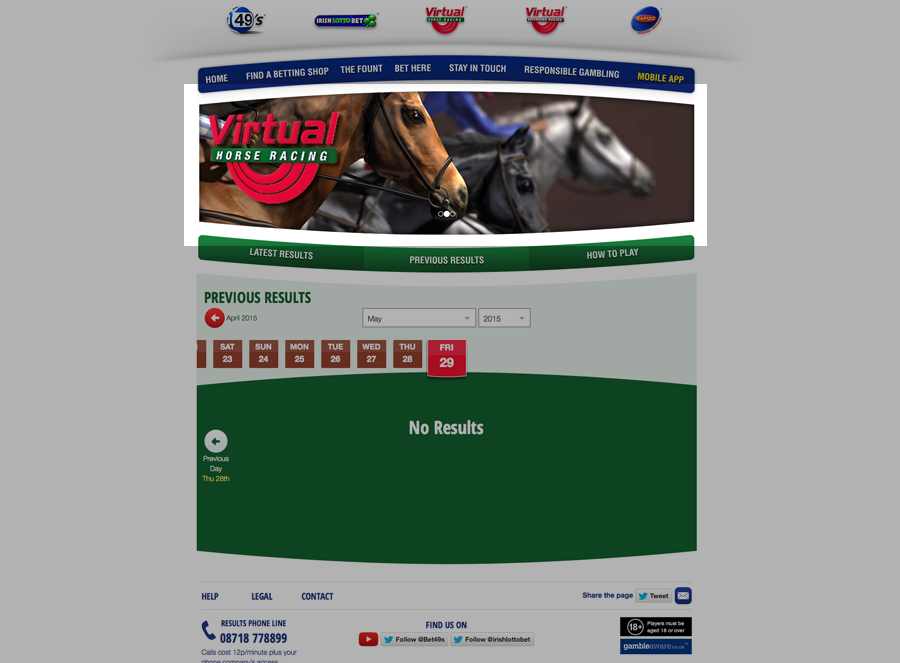 49's
IRISH LOTTO BET
Virtual
HORSE RACING
Virtual
GREYHOUND RACING
RAPIDO
HOME
FIND A BETTING SHOP
THE FOUNT
BET HERE
STAY IN TOUCH
RESPONSIBLE GAMBLING
MOBILE APP
Virtual
HORSE RACING
LATEST RESULTS
PREVIOUS RESULTS
HOW TO PLAY
PREVIOUS RESULTS
April 2015
May
2015
SAT 23
SUN 24
MON 25
TUE 26
WED 27
THU 28
FRI 29
No Results
Previous
Day
Thu 28th
HELP
LEGAL
CONTACT
Share the page
Tweet
RESULTS PHONE LINE
08718 778899
Calls cost 12p/minute plus your
phone company's access
FIND US ON
Follow @Bet49s
Follow @irishlottobet
18+
Players must be
aged 18 or over
gambleaware.co.uk